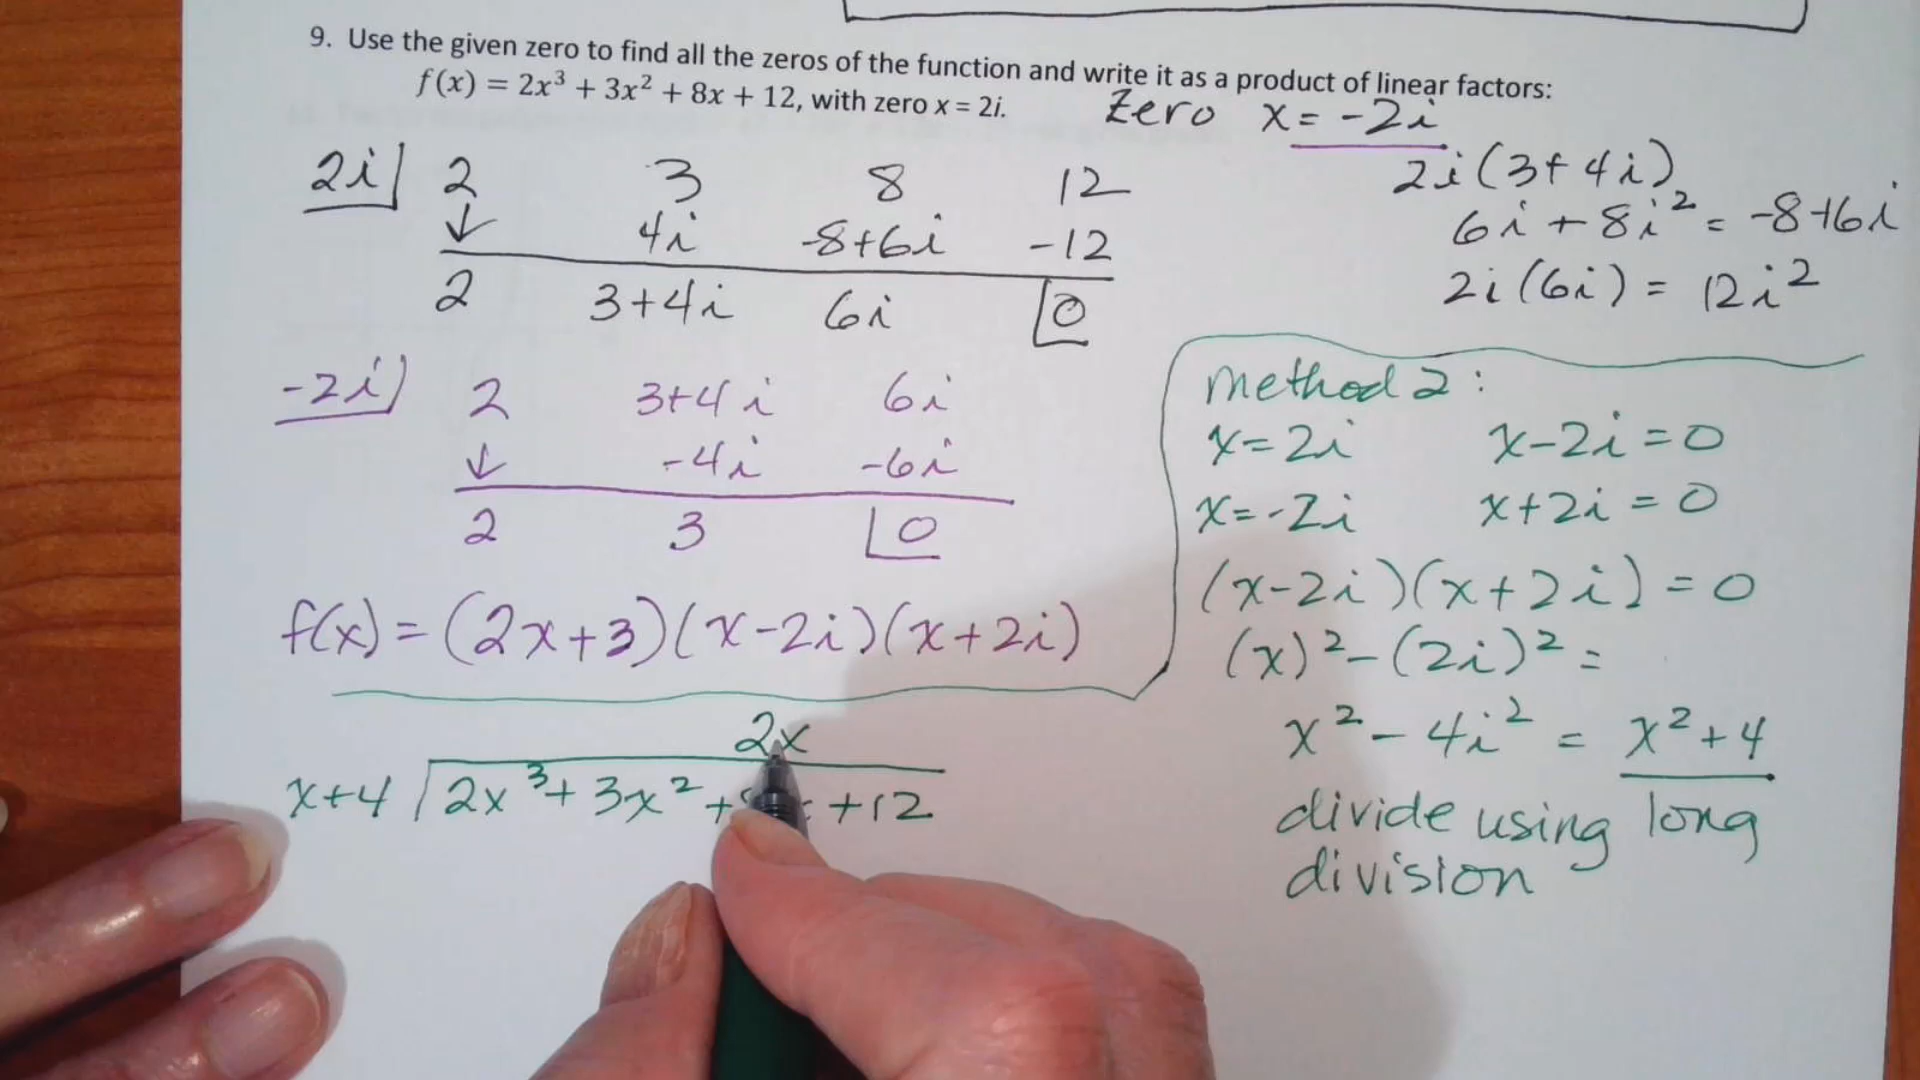 9. Use the given zero to find all the zeros of the function and write it as a product of linear factors:
f(x) = 2x³ + 3x² + 8x + 12, with zero x = 2i.
Zero x = -2i
2i(3+4i)
6i + 8i² = -8+6i
2i(6i) = 12i²
2i 2 3 8 12
↓ 4i -8+6i -12
2 3+4i 6i 0
-2i 2 3+4i 6i
↓ -4i -6i
2 3 0
f(x) = (2x+3)(x-2i)(x+2i)
method 2:
x=2i x-2i=0
x=-2i x+2i=0
(x-2i)(x+2i)=0
(x)²-(2i)² =
x² - 4i² = x²+4
divide using long
division
2x
x+4 2x³ + 3x² + +12